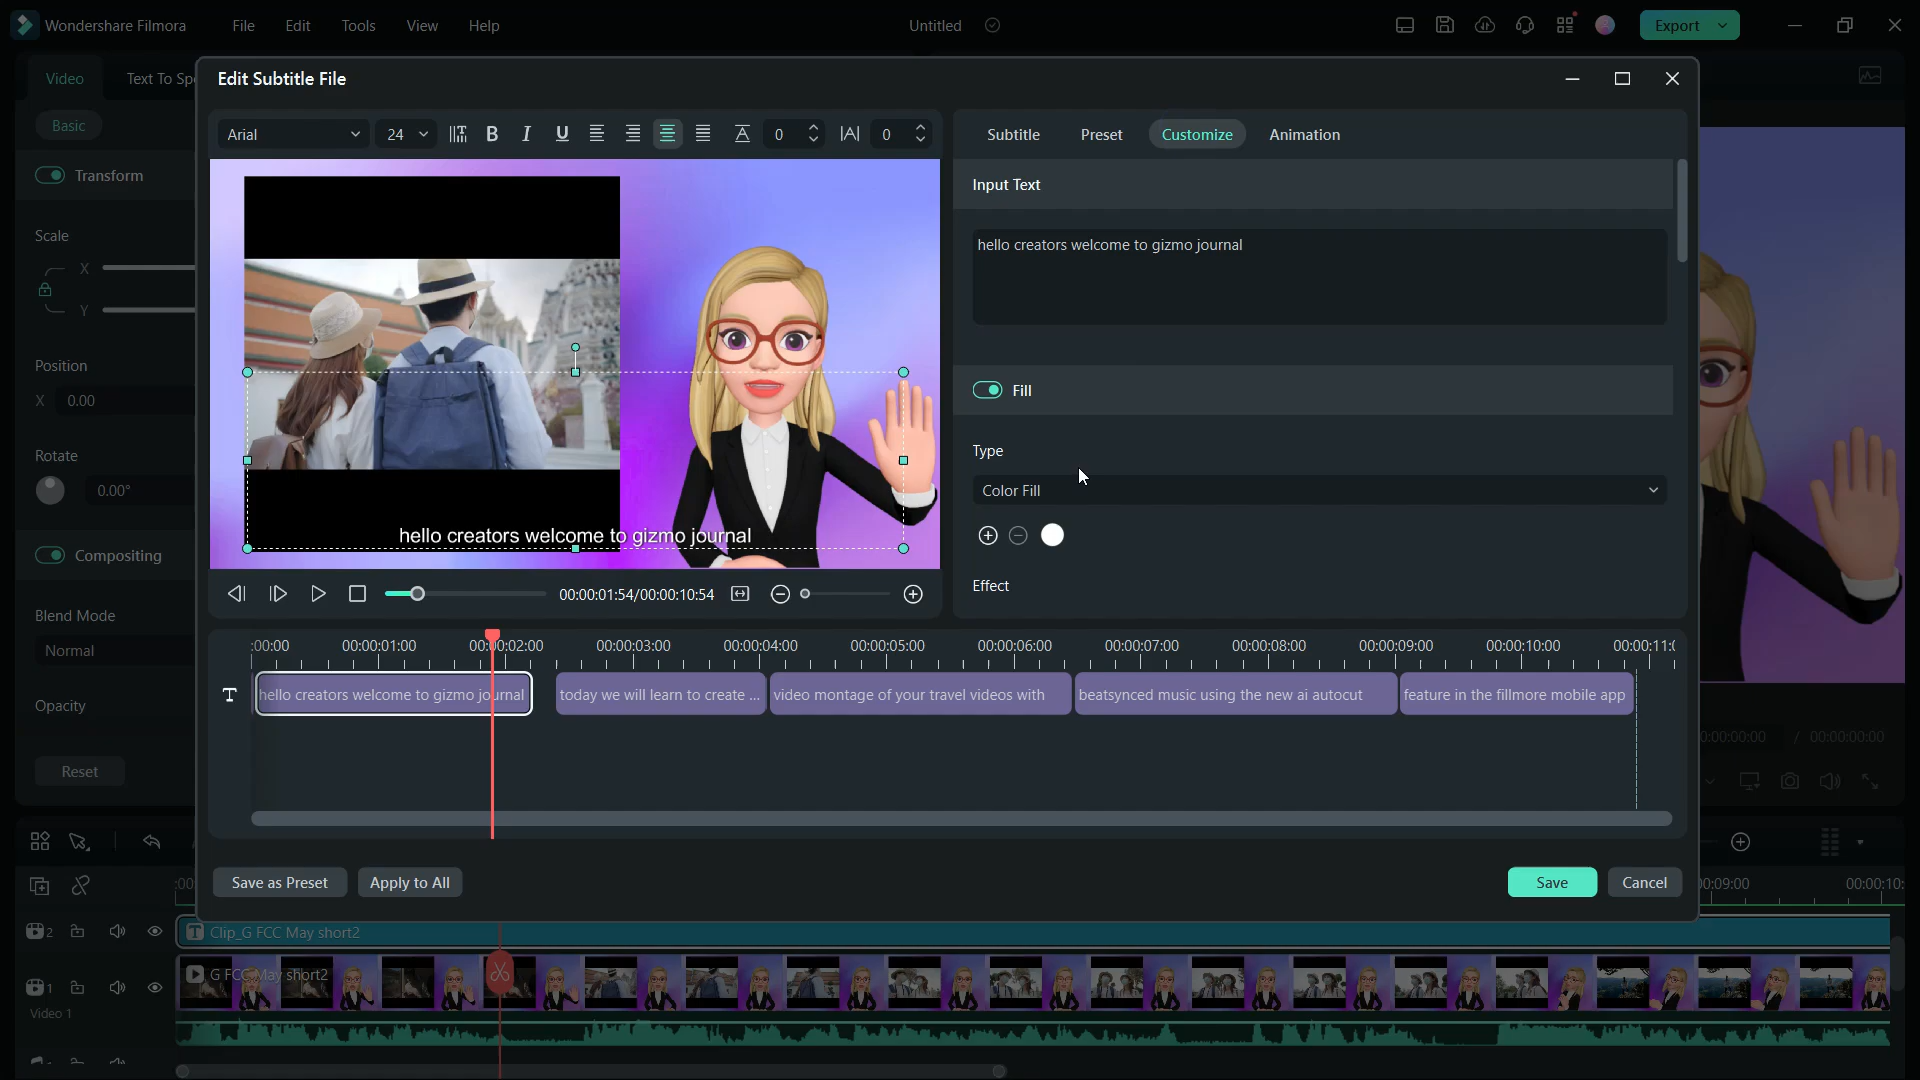 Wondershare Filmora
File
Edit
Tools
View
Help
Untitled
Export
Video
Text To Sp
Basic
Transform
Scale
X
Y
Position
X 0.00
Rotate
0.00°
Compositing
Blend Mode
Normal
Opacity
Reset
Edit Subtitle File
Arial
24
0
0
Subtitle
Preset
Customize
Animation
Input Text
hello creators welcome to gizmo journal
Fill
Type
Color Fill
Effect
hello creators welcome to gizmo journal
00:00:01:54/00:00:10:54
:00:00
00:00:01:00
00:00:02:00
00:00:03:00
00:00:04:00
00:00:05:00
00:00:06:00
00:00:07:00
00:00:08:00
00:00:09:00
00:00:10:00
00:00:11:
hello creators welcome to gizmo journal
today we will learn to create ...
video montage of your travel videos with
beatsynced music using the new ai autocut
feature in the fillmore mobile app
Save as Preset
Apply to All
Save
Cancel
0:00:00:00 / 00:00:00:00
:00
0:09:00
00:00:10:
2
Clip_G FCC May short2
1
G FCC May short2
Video 1